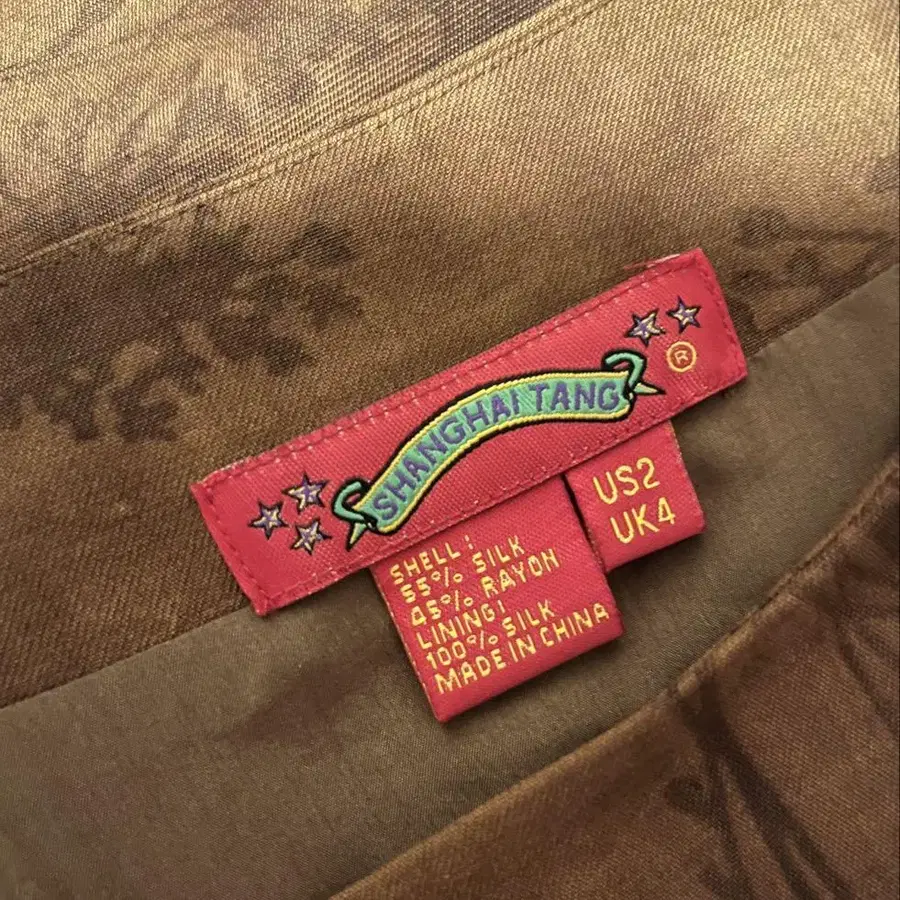 SHANGHAI TANG
®
US2
UK4
SHELL:
55% SILK
45% RAYON
LINING:
100% SILK
MADE IN CHINA